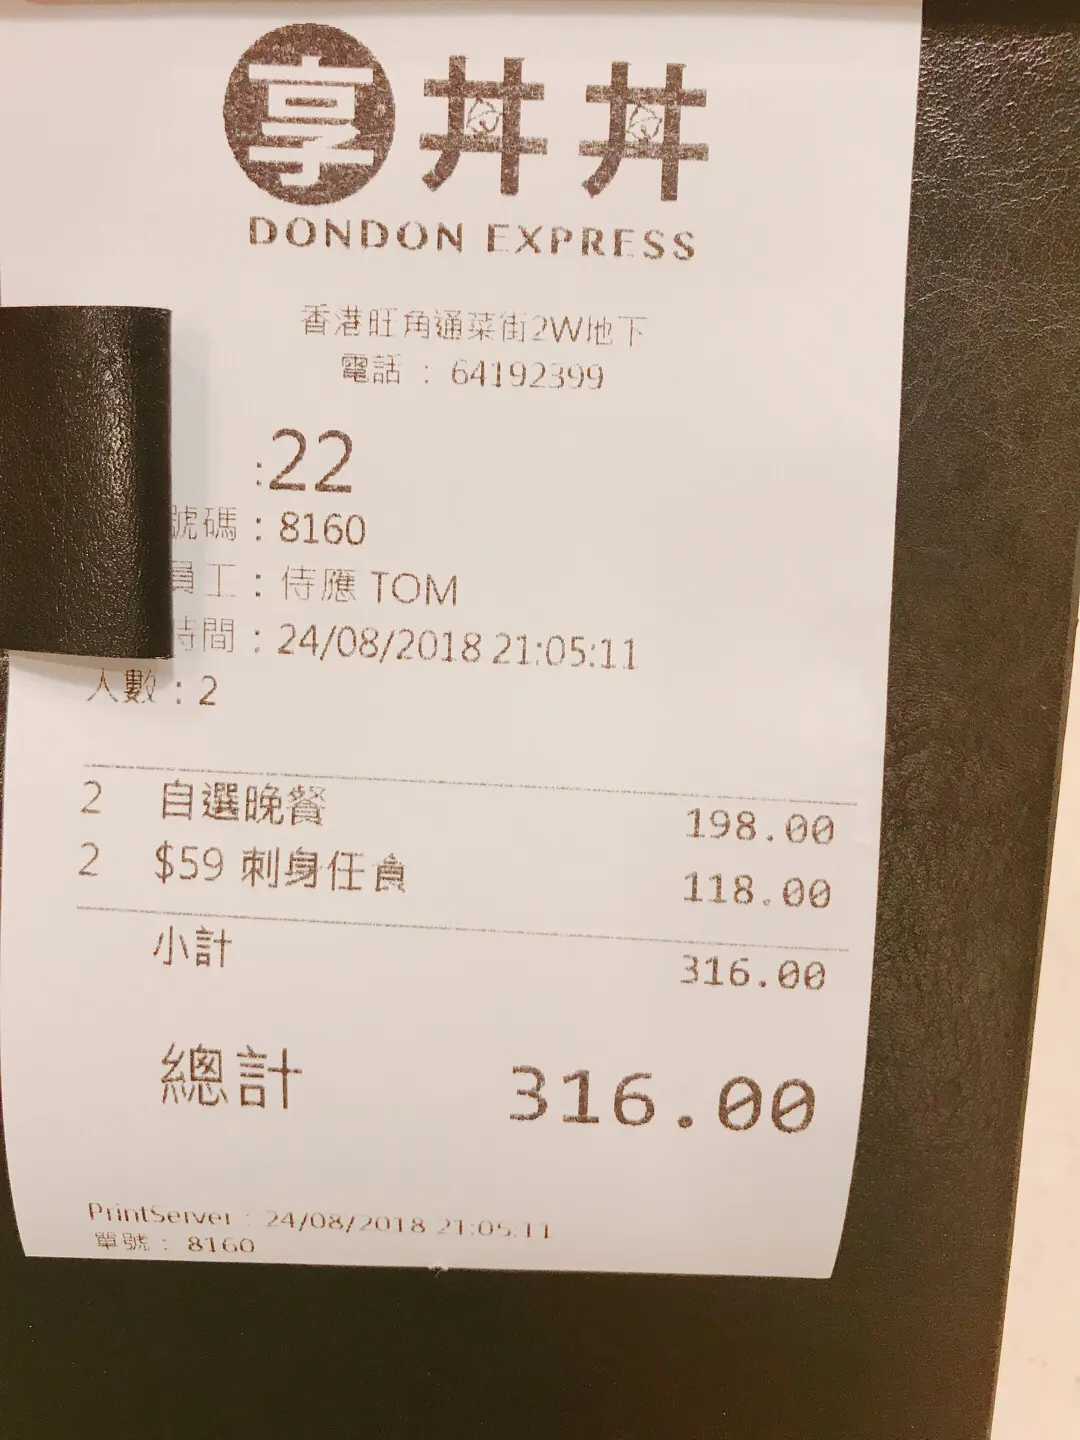 享丼丼
DONDON EXPRESS
香港旺角通菜街2W地下
電話 : 64192399
:22
號碼 : 8160
員工 : 侍應 TOM
時間 : 24/08/2018 21:05:11
人數 : 2
2 自選晚餐 198.00
2 $59 刺身任食 118.00
小計 316.00
總計 316.00
PrintServer : 24/08/2018 21:05:11
單號 : 8160